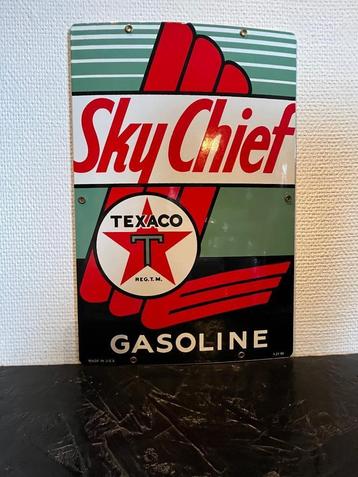 Sky Chief
TEXACO
T
REG. T.M.
GASOLINE
MADE IN U.S.A.